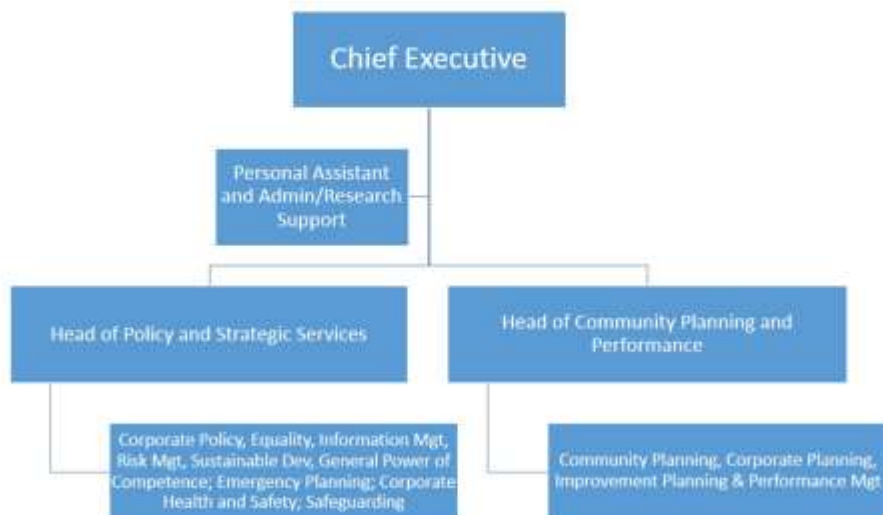 Chief Executive
Personal Assistant
and Admin/Research
Support
Head of Policy and Strategic Services
Head of Community Planning and
Performance
Corporate Policy, Equality, Information Mgt,
Risk Mgt, Sustainable Dev, General Power of
Competence; Emergency Planning; Corporate
Health and Safety; Safeguarding
Community Planning, Corporate Planning,
Improvement Planning & Performance Mgt